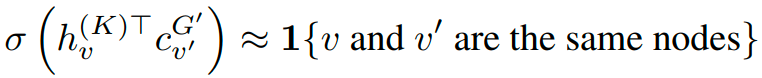 σ ( h_v^{(K)⊤} c_{v′}^{G′} ) ≈ 1{v and v′ are the same nodes}